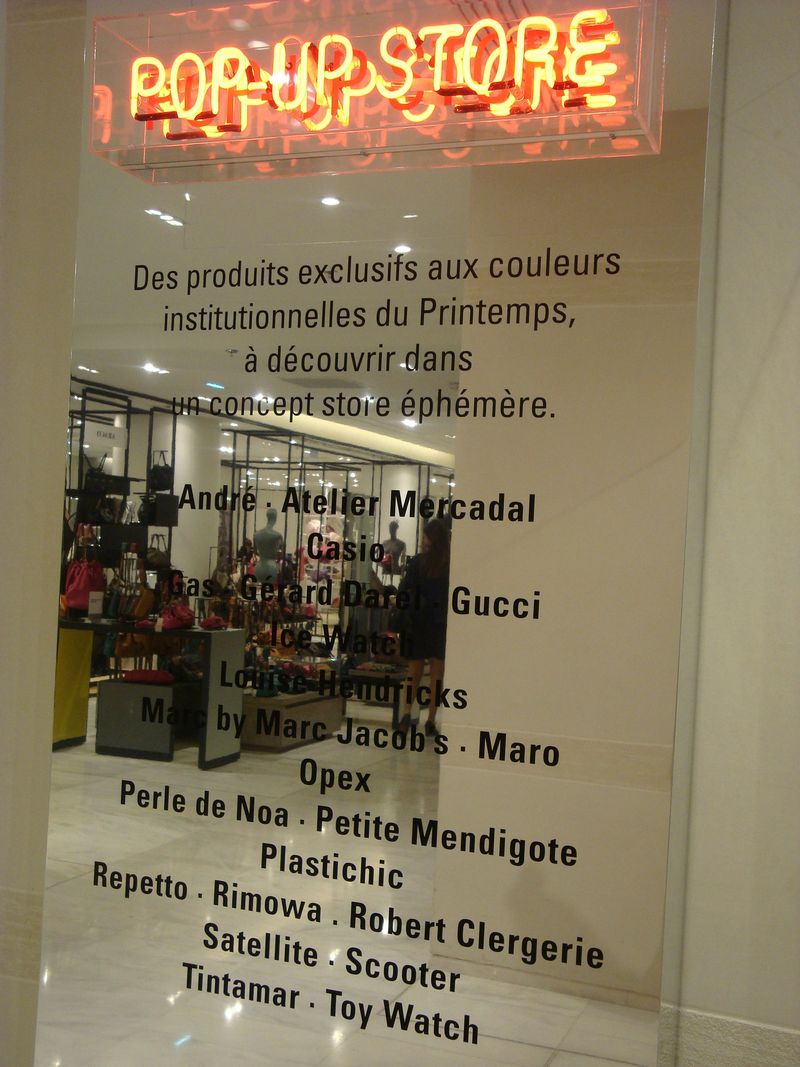 POP-UP STORE
Des produits exclusifs aux couleurs
institutionnelles du Printemps,
à découvrir dans
un concept store éphémère.
André · Atelier Mercadal
Casio
Gas · Gérard Darel · Gucci
Ice Watch
Louise Hendricks
Marc by Marc Jacob's · Maro
Opex
Perle de Noa · Petite Mendigote
Plastichic
Repetto · Rimowa . Robert Clergerie
Satellite · Scooter
Tintamar · Toy Watch